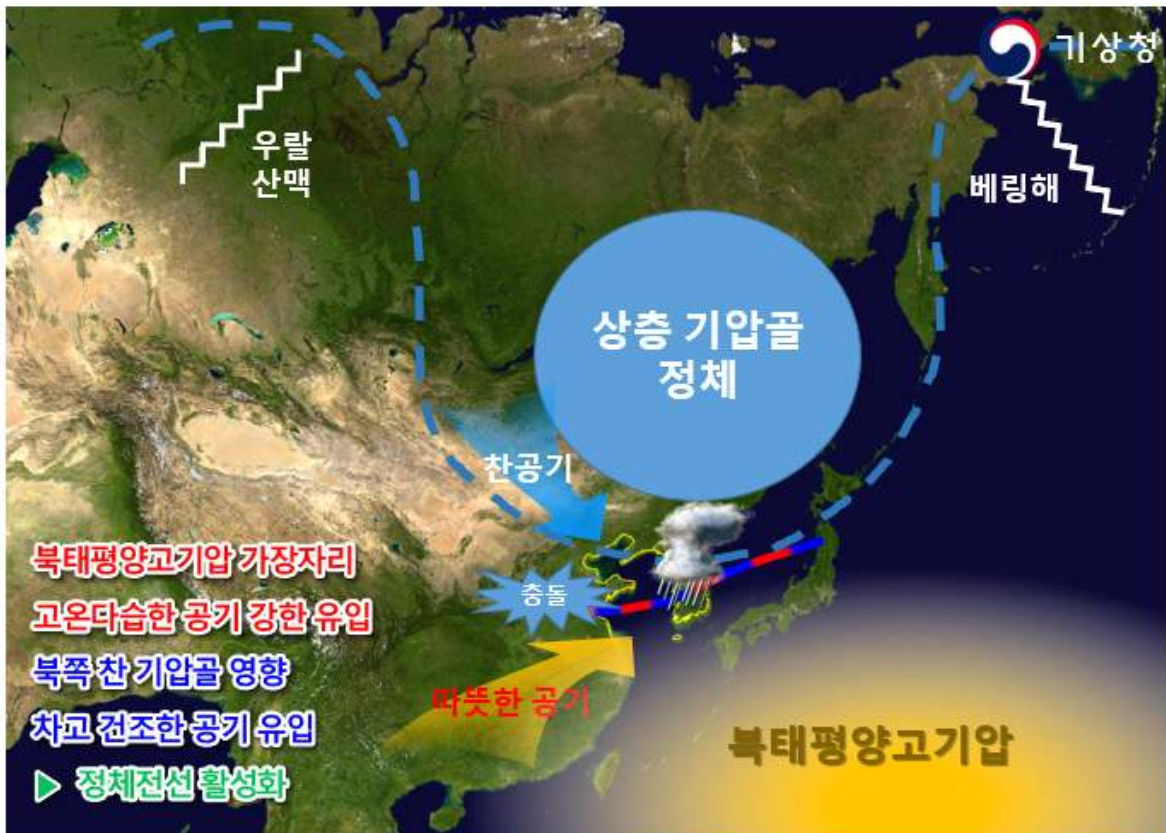 기상청
우랄
산맥
베링해
상층 기압골
정체
찬공기
충돌
따뜻한 공기
북태평양고기압
북태평양고기압 가장자리
고온다습한 공기 강한 유입
북쪽 찬 기압골 영향
차고 건조한 공기 유입
▶ 정체전선 활성화